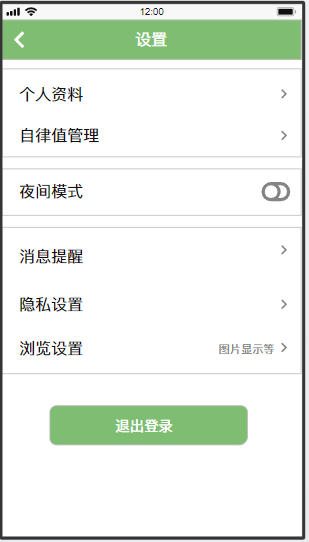 12:00
设置
个人资料
自律值管理
夜间模式
消息提醒
隐私设置
浏览设置 图片显示等
退出登录